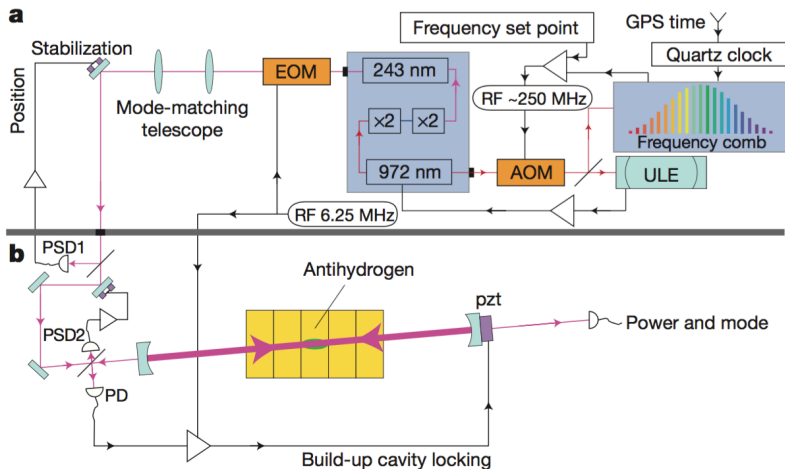 a
Stabilization
Position
Mode-matching
telescope
EOM
243 nm
×2
×2
972 nm
Frequency set point
RF ~250 MHz
AOM
GPS time
Quartz clock
Frequency comb
ULE
RF 6.25 MHz
b
PSD1
PSD2
PD
Antihydrogen
pzt
Power and mode
Build-up cavity locking